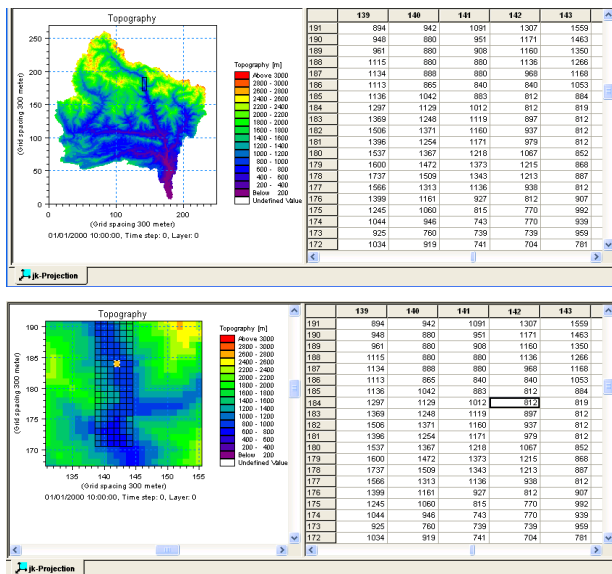 Topography
250
200
150
100
50
0
(Grid spacing 300 meter)
0 100 200
(Grid spacing 300 meter)
01/01/2000 10:00:00, Time step: 0, Layer: 0
Topography [m]
Above 3000
2800 - 3000
2600 - 2800
2400 - 2600
2200 - 2400
2000 - 2200
1800 - 2000
1600 - 1800
1400 - 1600
1200 - 1400
1000 - 1200
800 - 1000
600 - 800
400 - 600
200 - 400
Below 200
Undefined Value
139 140 141 142 143
191 894 942 1091 1307 1559
190 948 880 951 1171 1463
189 961 880 908 1160 1350
188 1115 880 880 1136 1266
187 1134 888 880 968 1168
186 1113 865 840 840 1053
185 1136 1042 883 812 884
184 1297 1129 1012 812 819
183 1369 1248 1119 897 812
182 1506 1371 1160 937 812
181 1396 1254 1171 979 812
180 1537 1367 1218 1067 852
179 1600 1472 1373 1215 868
178 1737 1509 1343 1213 887
177 1566 1313 1136 938 812
176 1399 1161 927 812 907
175 1245 1060 815 770 992
174 1044 946 743 770 939
173 925 760 739 739 959
172 1034 919 741 704 781
jk-Projection
Topography
190
185
180
175
170
(Grid spacing 300 meter)
135 140 145 150 155
(Grid spacing 300 meter)
01/01/2000 10:00:00, Time step: 0, Layer: 0
Topography [m]
Above 3000
2800 - 3000
2600 - 2800
2400 - 2600
2200 - 2400
2000 - 2200
1800 - 2000
1600 - 1800
1400 - 1600
1200 - 1400
1000 - 1200
800 - 1000
600 - 800
400 - 600
200 - 400
Below 200
Undefined Value
139 140 141 142 143
191 894 942 1091 1307 1559
190 948 880 951 1171 1463
189 961 880 908 1160 1350
188 1115 880 880 1136 1266
187 1134 888 880 968 1168
186 1113 865 840 840 1053
185 1136 1042 883 812 884
184 1297 1129 1012 812 819
183 1369 1248 1119 897 812
182 1506 1371 1160 937 812
181 1396 1254 1171 979 812
180 1537 1367 1218 1067 852
179 1600 1472 1373 1215 868
178 1737 1509 1343 1213 887
177 1566 1313 1136 938 812
176 1399 1161 927 812 907
175 1245 1060 815 770 992
174 1044 946 743 770 939
173 925 760 739 739 959
172 1034 919 741 704 781
jk-Projection